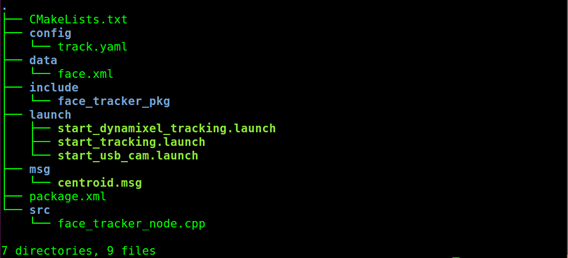 .
├── CMakeLists.txt
├── config
│   └── track.yaml
├── data
│   └── face.xml
├── include
│   └── face_tracker_pkg
├── launch
│   ├── start_dynamixel_tracking.launch
│   ├── start_tracking.launch
│   └── start_usb_cam.launch
├── msg
│   └── centroid.msg
├── package.xml
└── src
    └── face_tracker_node.cpp

7 directories, 9 files